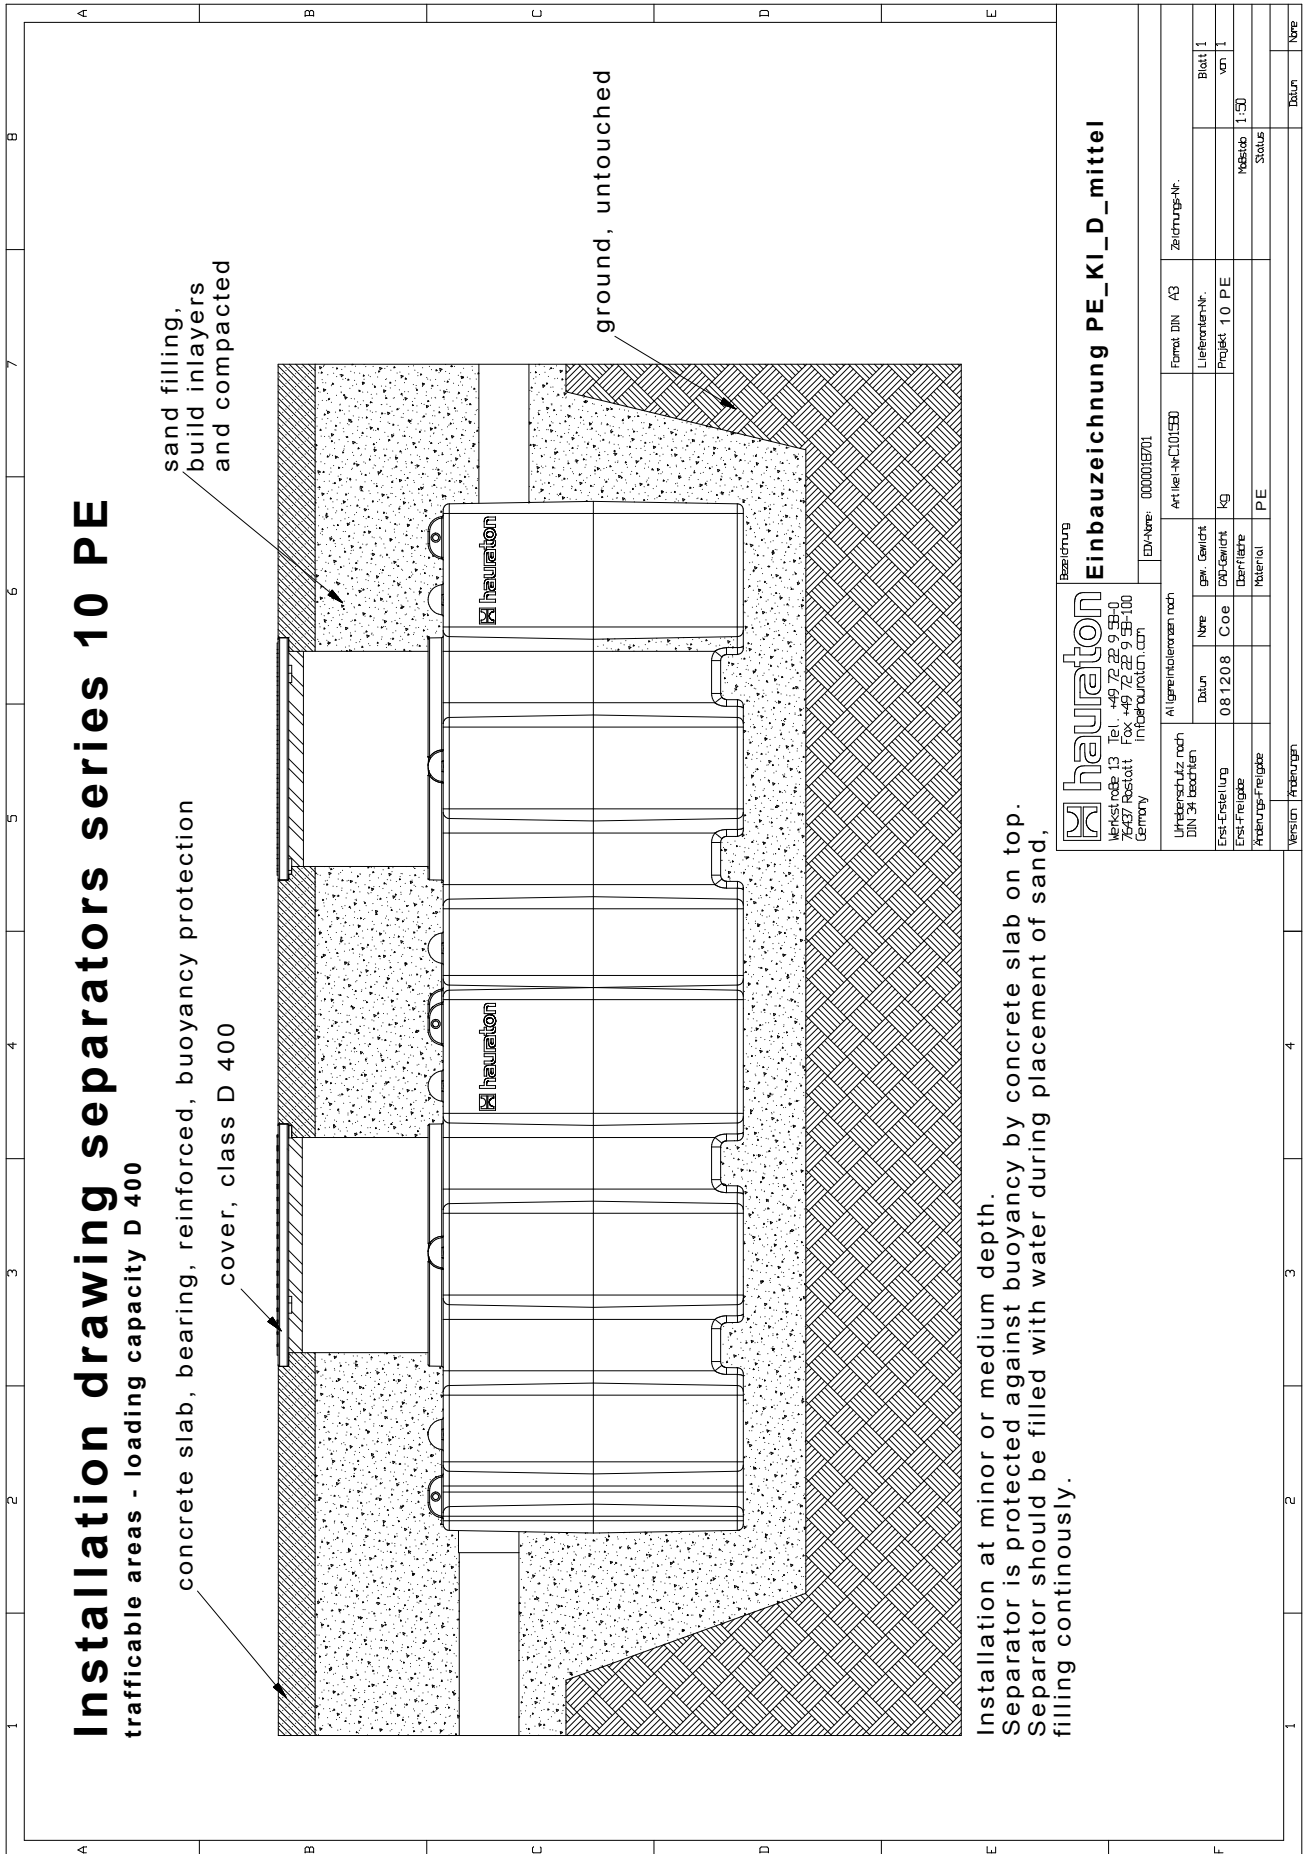 1
2
3
4
5
6
7
8
A
B
C
D
E
Installation drawing separators series 10 PE
trafficable areas - loading capacity D 400
concrete slab, bearing, reinforced, buoyancy protection
cover, class D 400
sand filling,
build inlayers
and compacted
ground, untouched
hauraton
hauraton
Installation at minor or medium depth.
Separator is protected against buoyancy by concrete slab on top.
Separator should be filled with water during placement of sand,
filling continously.
hauraton
Werkstraße 13 Tel. +49 72 22 9 58-0
76437 Rastatt Fax +49 72 22 9 58-100
Germany info@hauraton.com
Bezeichnung
Einbauzeichnung PE_KI_D_mittel
EDV-Name: 0000018701
Urheberschutz nach
DIN 34 beachten
Allgemeintoleranzen nach
Artikel-Nr.C101590
Format DIN A3
Zeichnungs-Nr.
Datum
Name
gew. Gewicht
Lieferanten-Nr.
Blatt 1
Erst-Erstellung
081208
Coe
CAD-Gewicht
kg
Projekt 10 PE
von 1
Erst-Freigabe
Oberfläche
Maßstab 1:50
Änderungs-Freigabe
Material
PE
Status
Version
Änderungen
Datum
Name
A
B
C
D
E
F
1
2
3
4